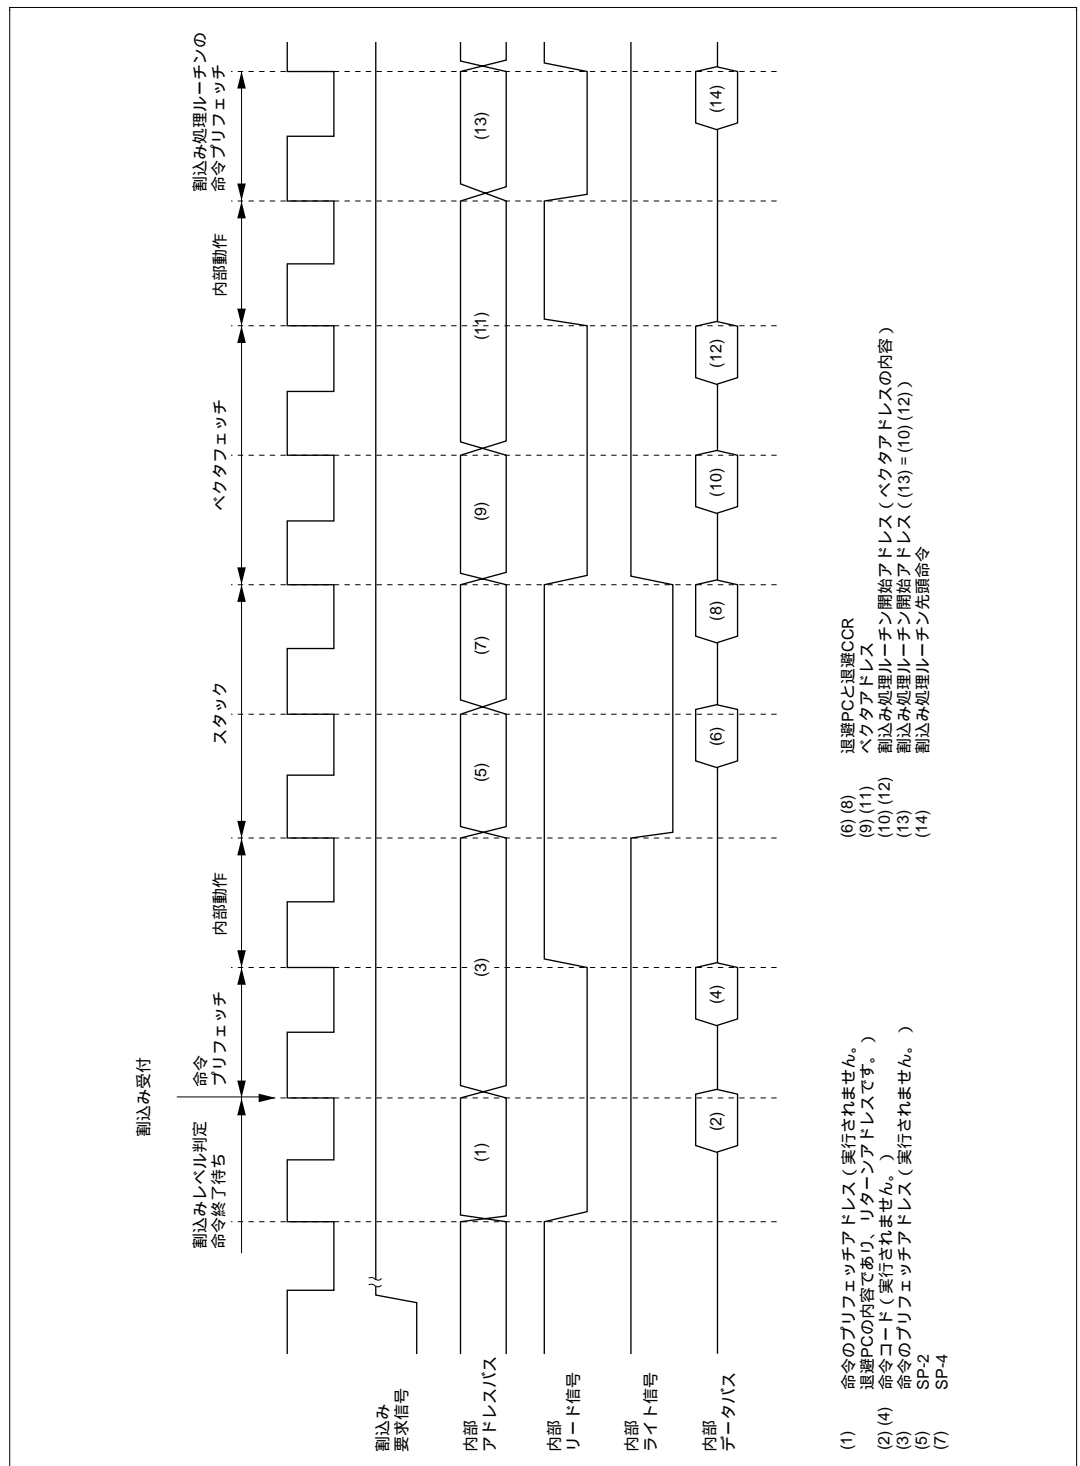 割込み受付
割込みレベル判定
命令終了待ち
命令
プリフェッチ
内部動作
スタック
ベクタフェッチ
内部動作
割込み処理ルーチンの
命令プリフェッチ
割込み
要求信号
内部
アドレスバス
(1)
(3)
(5)
(7)
(9)
(11)
(13)
内部
リード信号
内部
ライト信号
内部
データバス
(2)
(4)
(6)
(8)
(10)
(12)
(14)
(1) 命令のプリフェッチアドレス（実行されません。
退避PCの内容であり、リターンアドレスです。）
(2) (4) 命令コード（実行されません。）
(3) 命令のプリフェッチアドレス（実行されません。）
(5) SP-2
(7) SP-4
(6) (8) 退避PCと退避CCR
(9) (11) ベクタアドレス
(10) (12) 割込み処理ルーチン開始アドレス（ベクタアドレスの内容）
(13) 割込み処理ルーチン開始アドレス（(13) = (10) (12)）
(14) 割込み処理ルーチン先頭命令